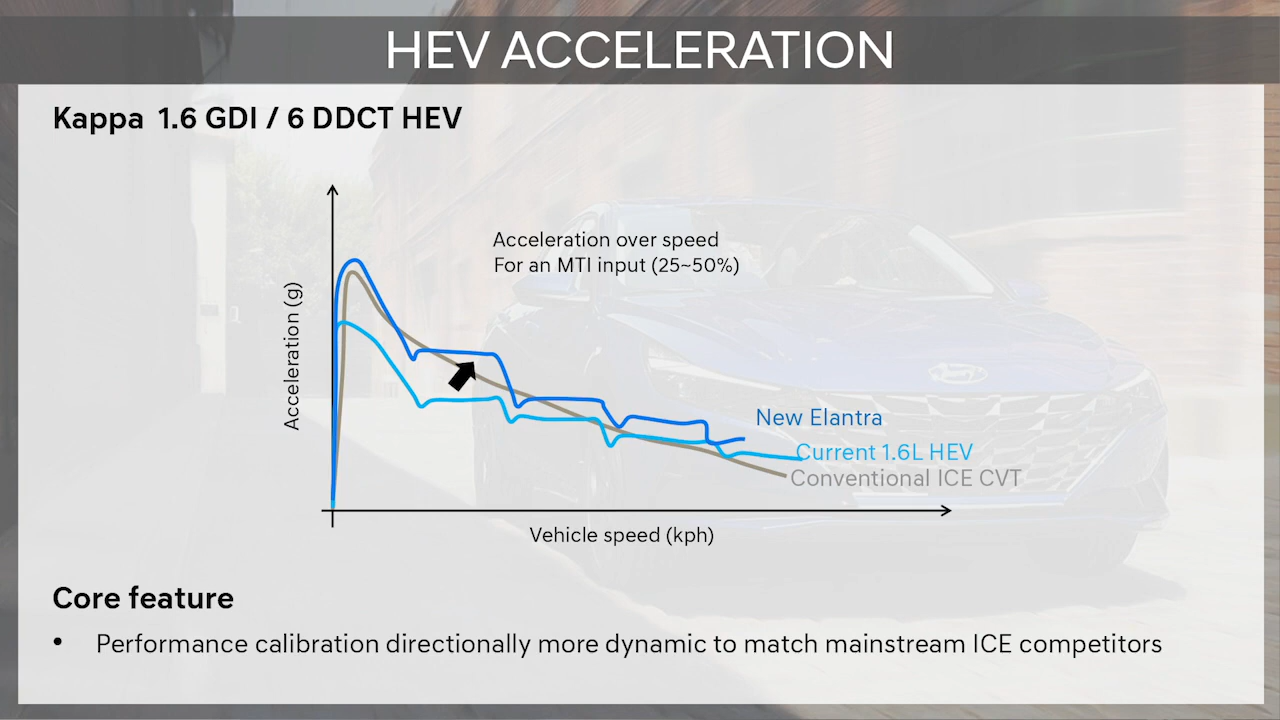 HEV ACCELERATION
Kappa 1.6 GDI / 6 DDCT HEV
Acceleration over speed
For an MTI input (25~50%)
Acceleration (g)
New Elantra
Current 1.6L HEV
Conventional ICE CVT
Vehicle speed (kph)
Core feature
• Performance calibration directionally more dynamic to match mainstream ICE competitors